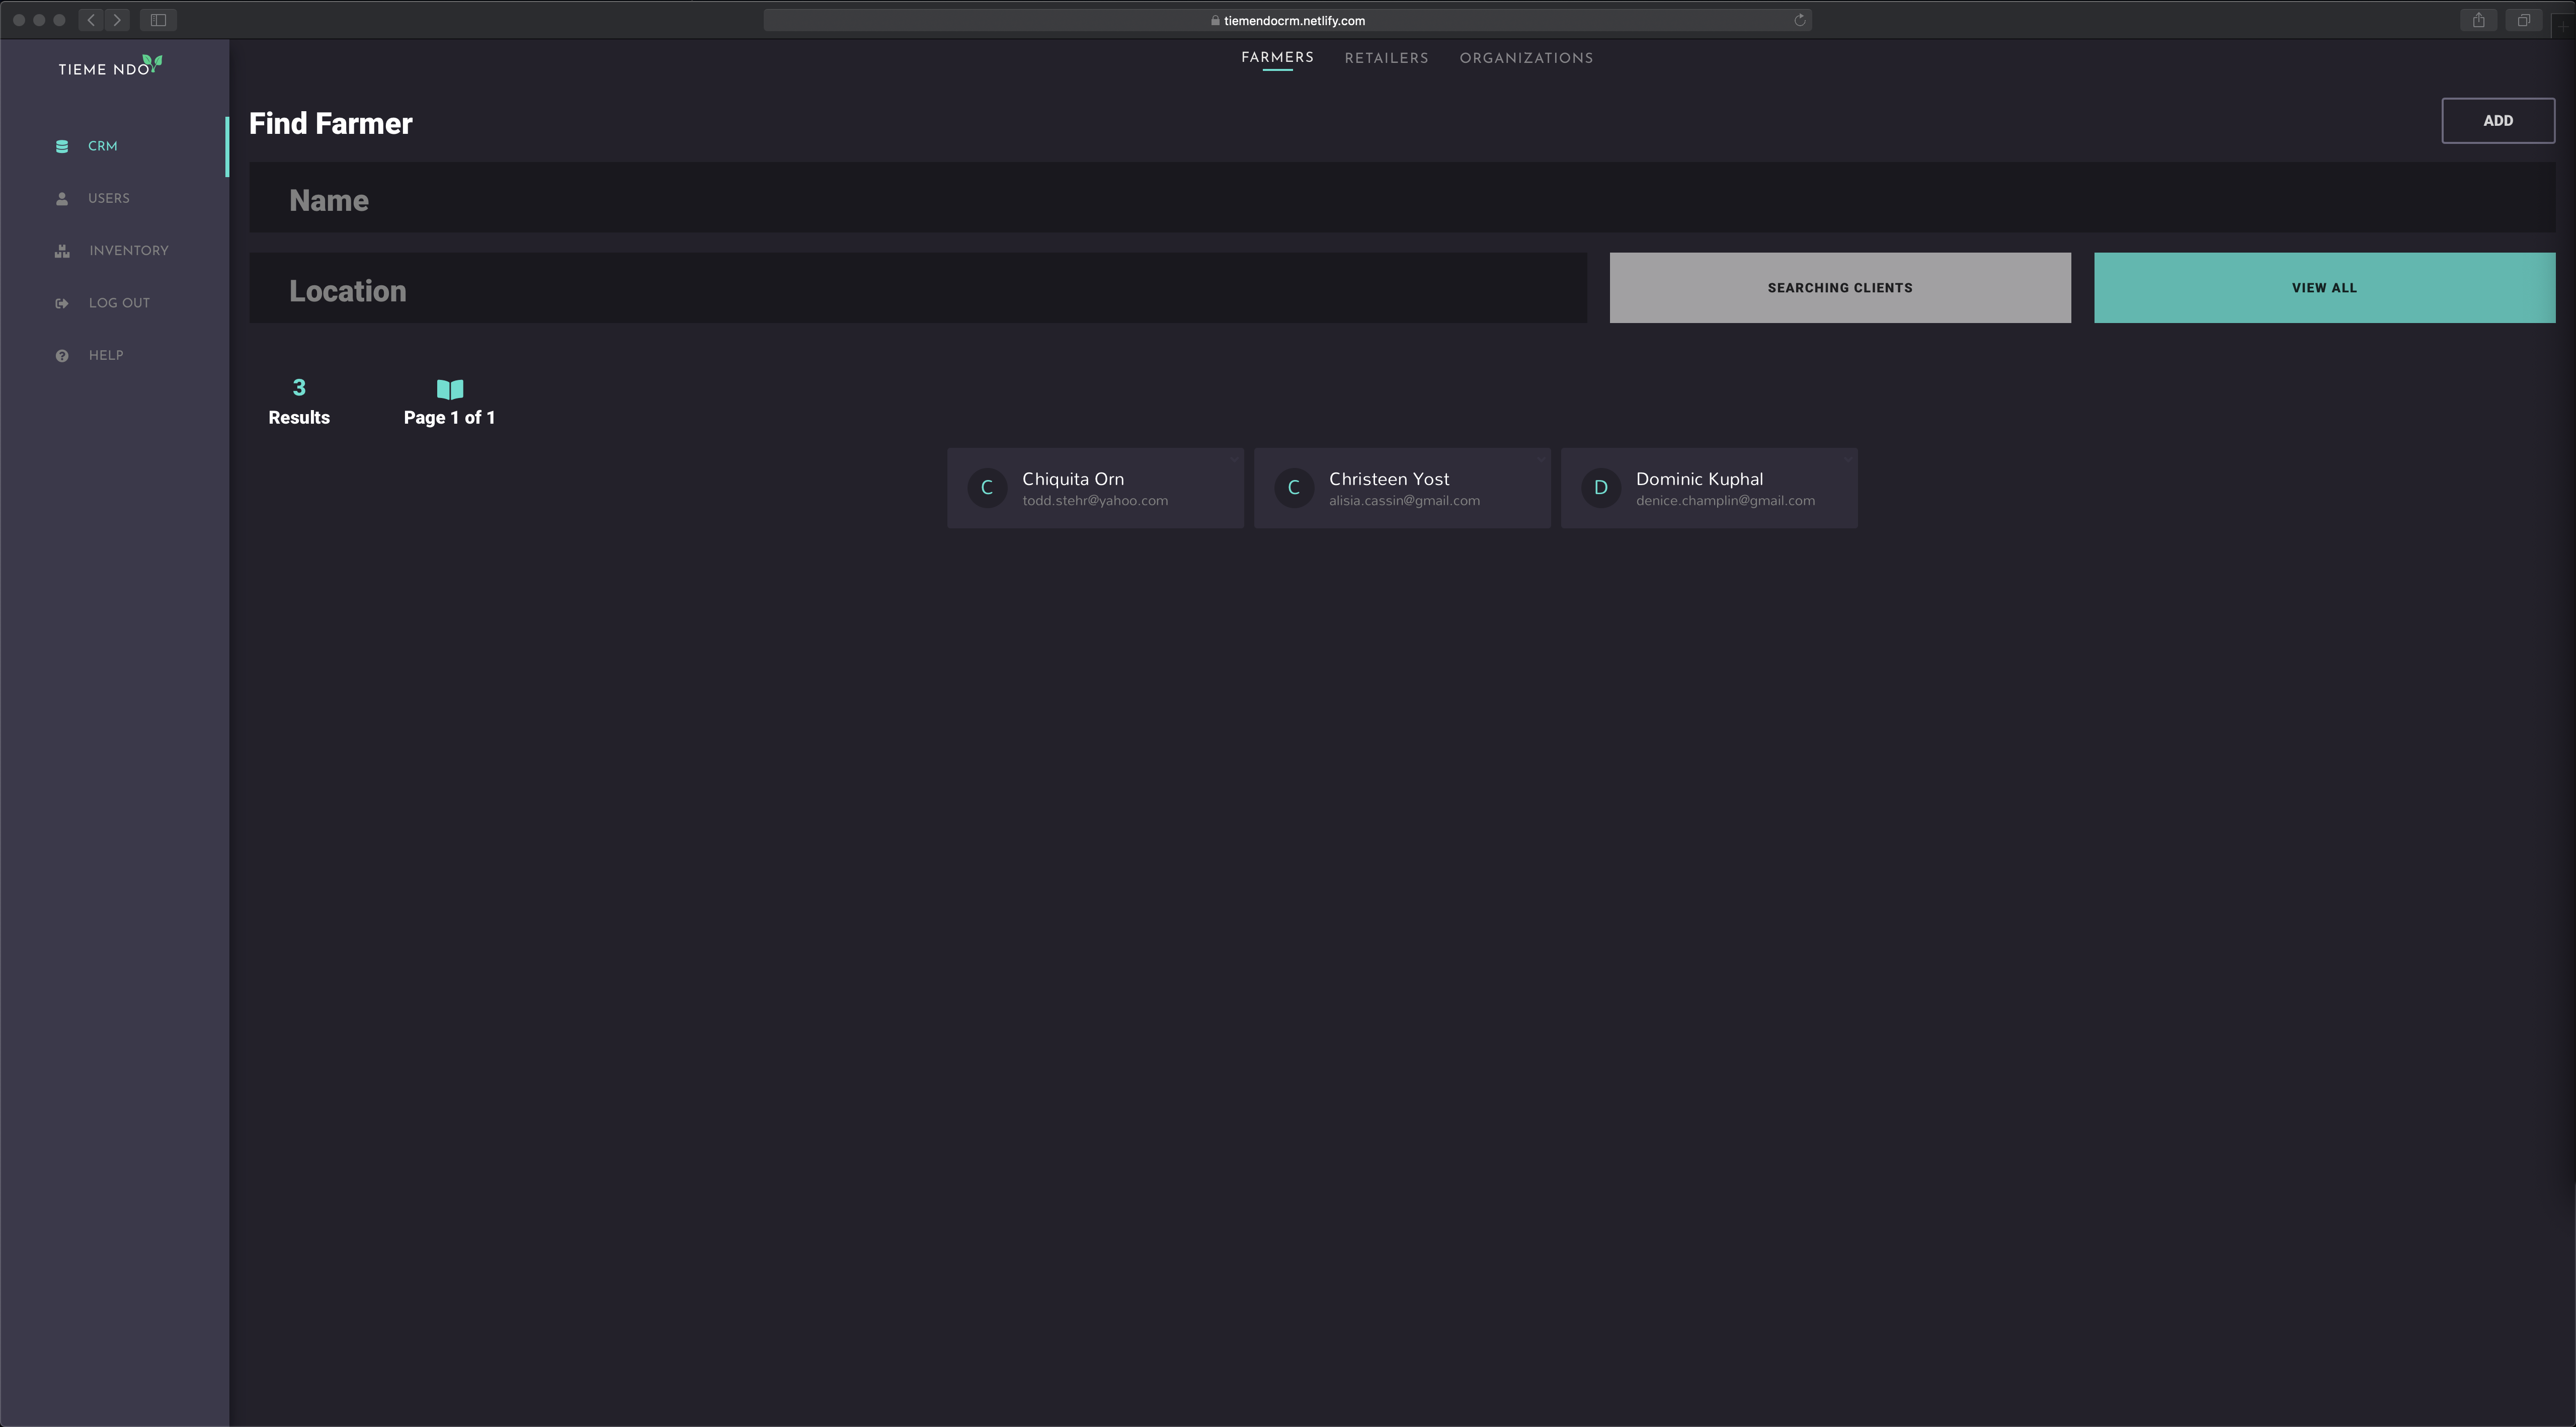 tiemendocrm.netlify.com
TIEME NDO
FARMERS RETAILERS ORGANIZATIONS
CRM
USERS
INVENTORY
LOG OUT
HELP
Find Farmer
ADD
Name
Location
SEARCHING CLIENTS
VIEW ALL
3
Results
Page 1 of 1
C
Chiquita Orn
todd.stehr@yahoo.com
C
Christeen Yost
alisia.cassin@gmail.com
D
Dominic Kuphal
denice.champlin@gmail.com